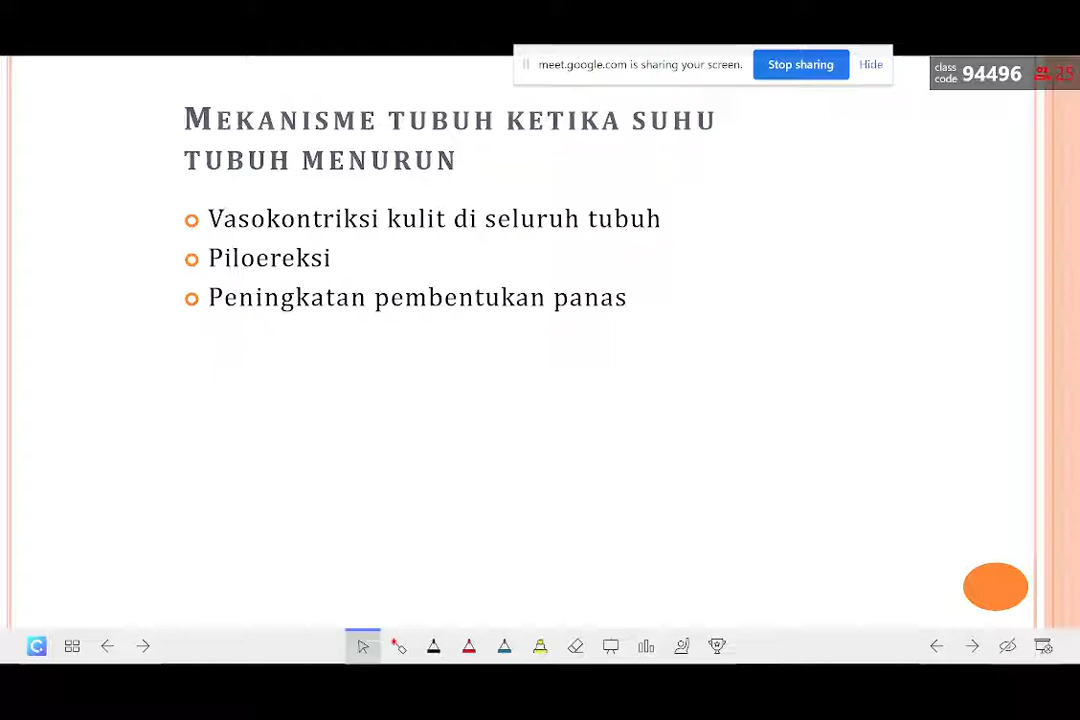 meet.google.com is sharing your screen. Stop sharing Hide
class code 94496 25
MEKANISME TUBUH KETIKA SUHU
TUBUH MENURUN
Vasokontriksi kulit di seluruh tubuh
Piloereksi
Peningkatan pembentukan panas